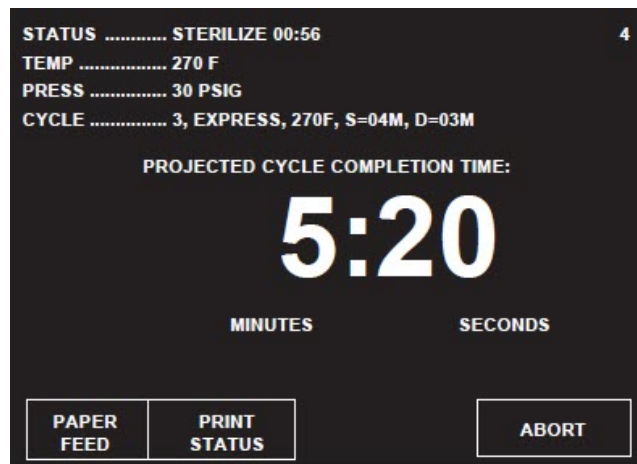 STATUS ............ STERILIZE 00:56 4
TEMP ................. 270 F
PRESS ............... 30 PSIG
CYCLE ............... 3, EXPRESS, 270F, S=04M, D=03M
PROJECTED CYCLE COMPLETION TIME:
5:20
MINUTES SECONDS
PAPER FEED PRINT STATUS ABORT